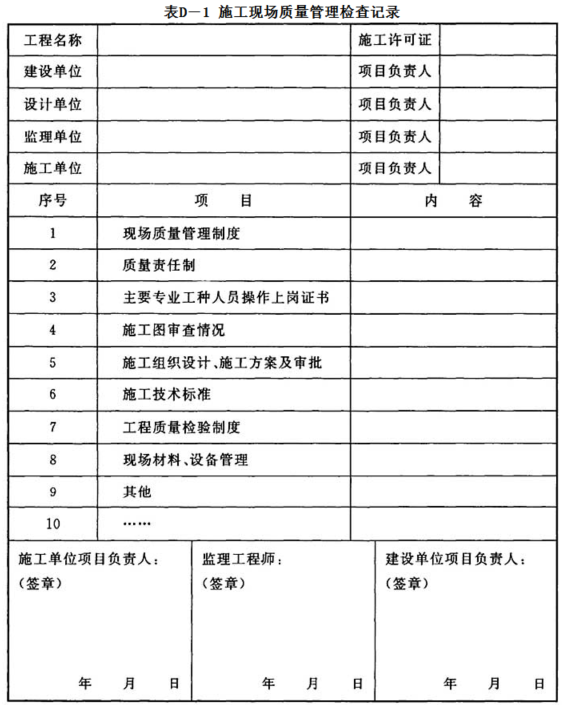 表D－1 施工现场质量管理检查记录
工程名称 施工许可证
建设单位 项目负责人
设计单位 项目负责人
监理单位 项目负责人
施工单位 项目负责人
序号 项 目 内 容
1 现场质量管理制度
2 质量责任制
3 主要专业工种人员操作上岗证书
4 施工图审查情况
5 施工组织设计、施工方案及审批
6 施工技术标准
7 工程质量检验制度
8 现场材料、设备管理
9 其他
10 ……
施工单位项目负责人： 监理工程师： 建设单位项目负责人：
（签章） （签章） （签章）
年 月 日 年 月 日 年 月 日